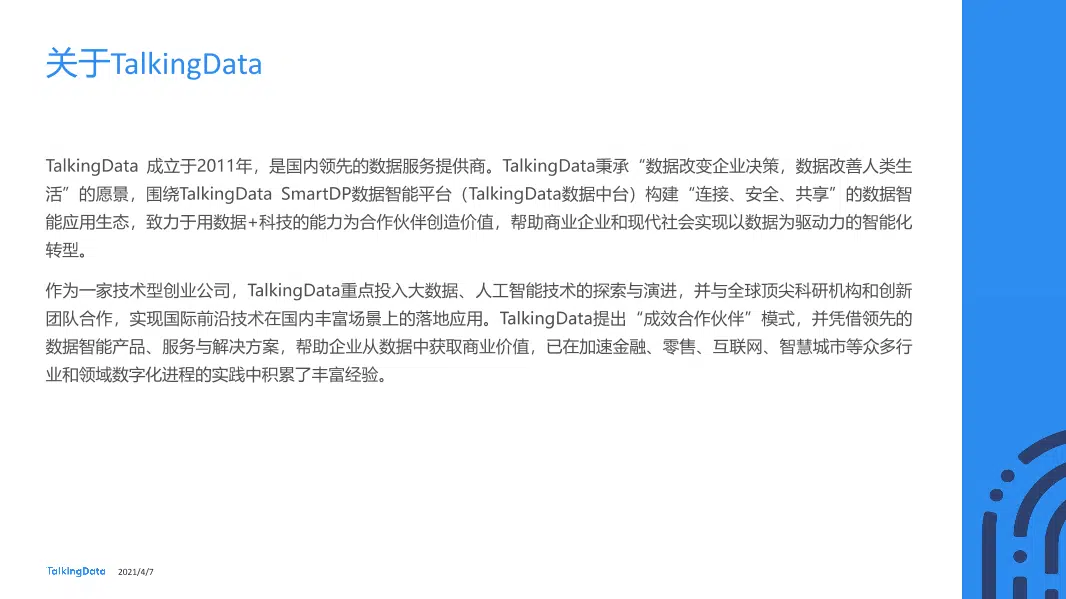 关于TalkingData
TalkingData 成立于2011年，是国内领先的数据服务提供商。TalkingData秉承“数据改变企业决策，数据改善人类生
活”的愿景，围绕TalkingData SmartDP数据智能平台（TalkingData数据中台）构建“连接、安全、共享”的数据智
能应用生态，致力于用数据+科技的能力为合作伙伴创造价值，帮助商业企业和现代社会实现以数据为驱动力的智能化
转型。
作为一家技术型创业公司，TalkingData重点投入大数据、人工智能技术的探索与演进，并与全球顶尖科研机构和创新
团队合作，实现国际前沿技术在国内丰富场景上的落地应用。TalkingData提出“成效合作伙伴”模式，并凭借领先的
数据智能产品、服务与解决方案，帮助企业从数据中获取商业价值，已在加速金融、零售、互联网、智慧城市等众多行
业和领域数字化进程的实践中积累了丰富经验。
TalkingData 2021/4/7